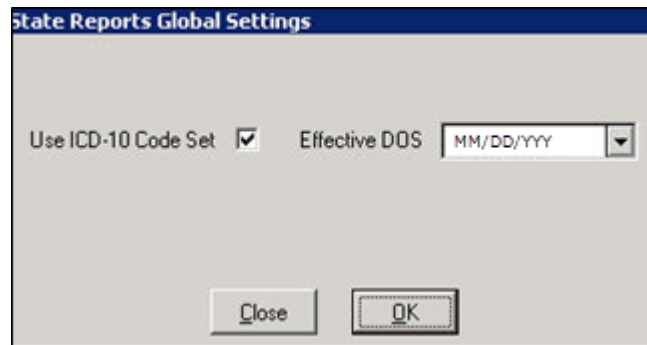 State Reports Global Settings
Use ICD-10 Code Set Effective DOS MM/DD/YYY
Close OK